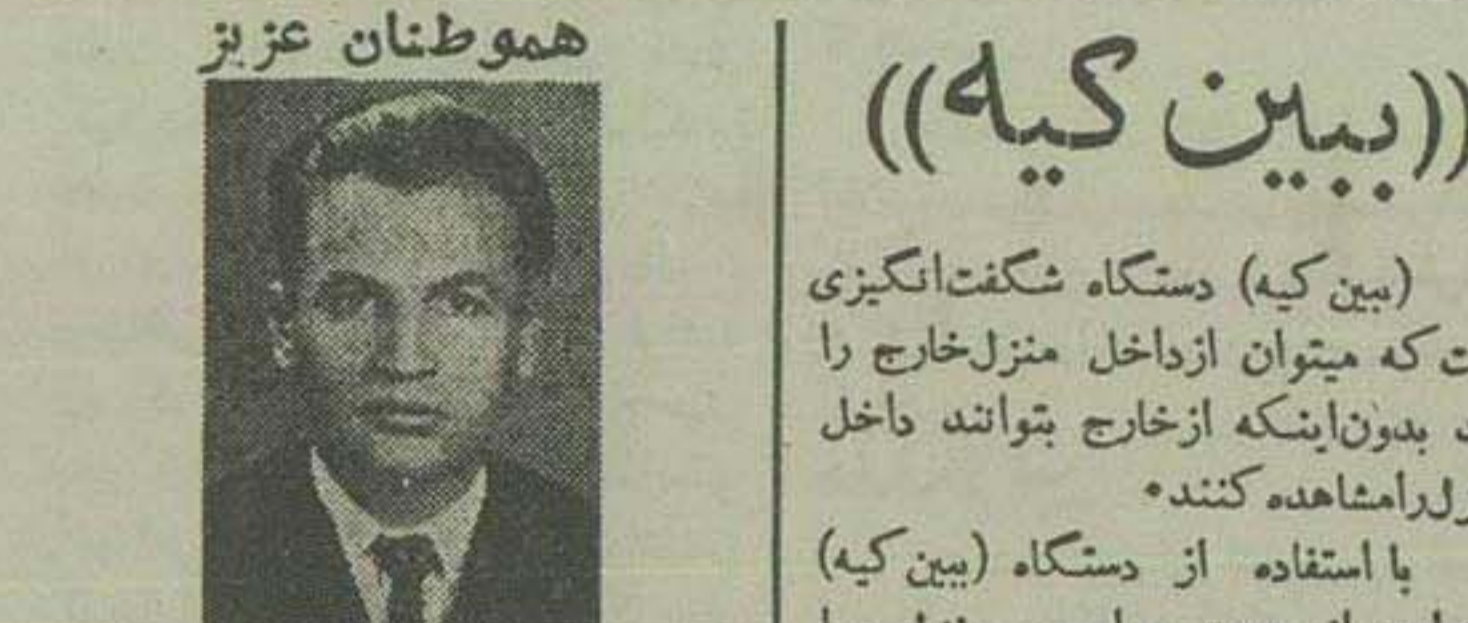 ((ببین کیه))
(ببین کیه) دستگاه شگفت‌انگیزی
که میتوان ازداخل منزل‌خارج را
بدون‌اینکه ازخارج بتوانند داخل
رامشاهده کنند.
با استفاده از دستگاه (ببین کیه)
هموطنان عزیز